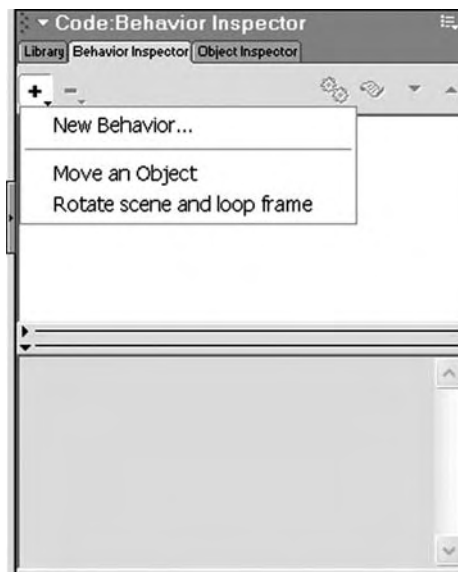 Code:Behavior Inspector
Library Behavior Inspector Object Inspector
New Behavior...
Move an Object
Rotate scene and loop frame